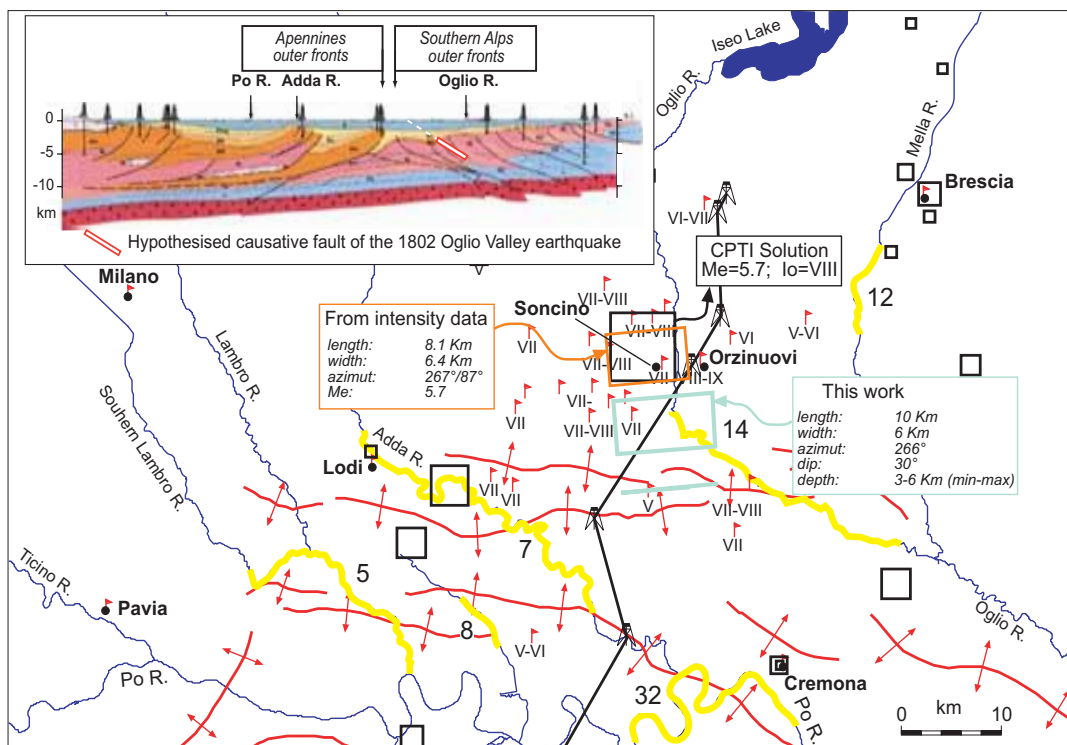 Apennines
outer fronts
Southern Alps
outer fronts
Po R.
Adda R.
Oglio R.
0
-5
-10
km
Hypothesised causative fault of the 1802 Oglio Valley earthquake
Iseo Lake
Oglio R.
Mella R.
Brescia
VI-VII
CPTI Solution
Me=5.7; Io=VIII
V
Milano
12
From intensity data
length: 8.1 Km
width: 6.4 Km
azimut: 267°/87°
Me: 5.7
VII-VIII
Soncino
VII-VIII
VII
VI
V-VI
VII-VIII
Orzinuovi
VII
VIII-IX
This work
length: 10 Km
width: 6 Km
azimut: 266°
dip: 30°
depth: 3-6 Km (min-max)
Lambro R.
Souhern Lambro R.
VII-
VII
VII-VIII
VII
14
Adda R.
Lodi
VII
VII
V
VII-VIII
VII
7
5
Ticino R.
Pavia
8
V-VI
Oglio R.
Po R.
32
Cremona
Po R.
km
0
10